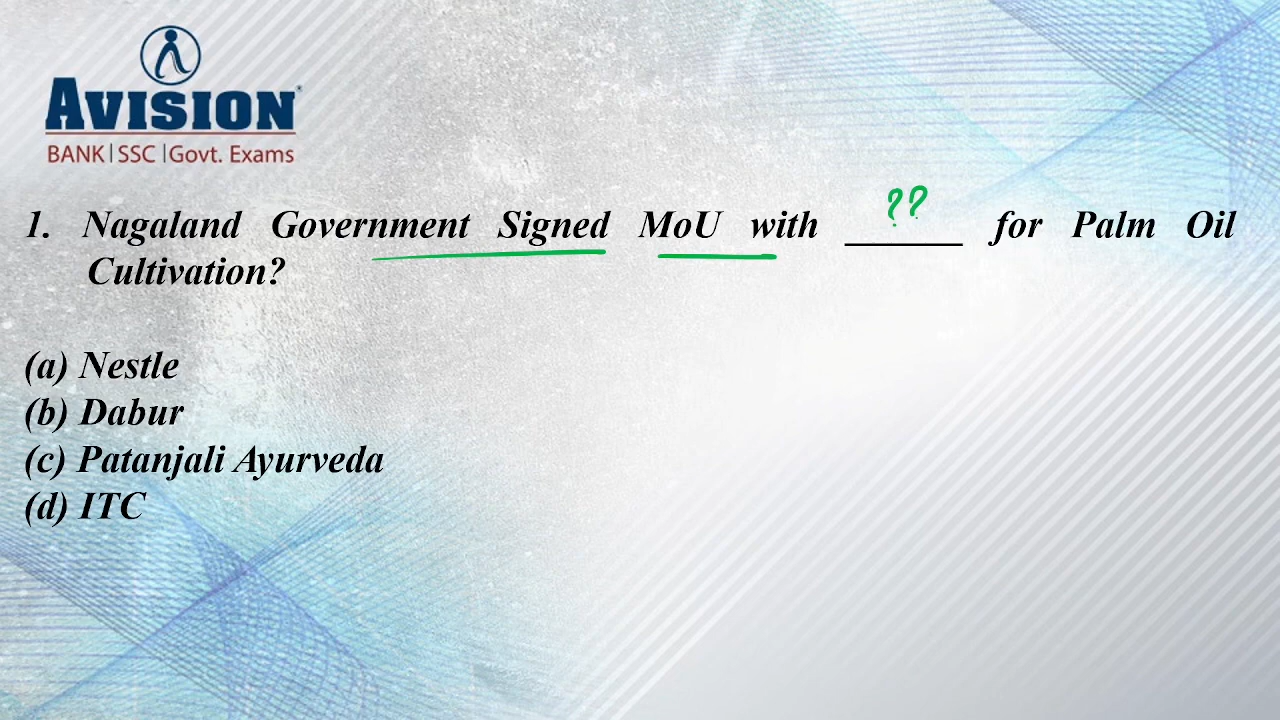 AVISION
BANK|SSC|Govt. Exams
??
1. Nagaland Government Signed MoU with ______ for Palm Oil
Cultivation?
(a) Nestle
(b) Dabur
(c) Patanjali Ayurveda
(d) ITC